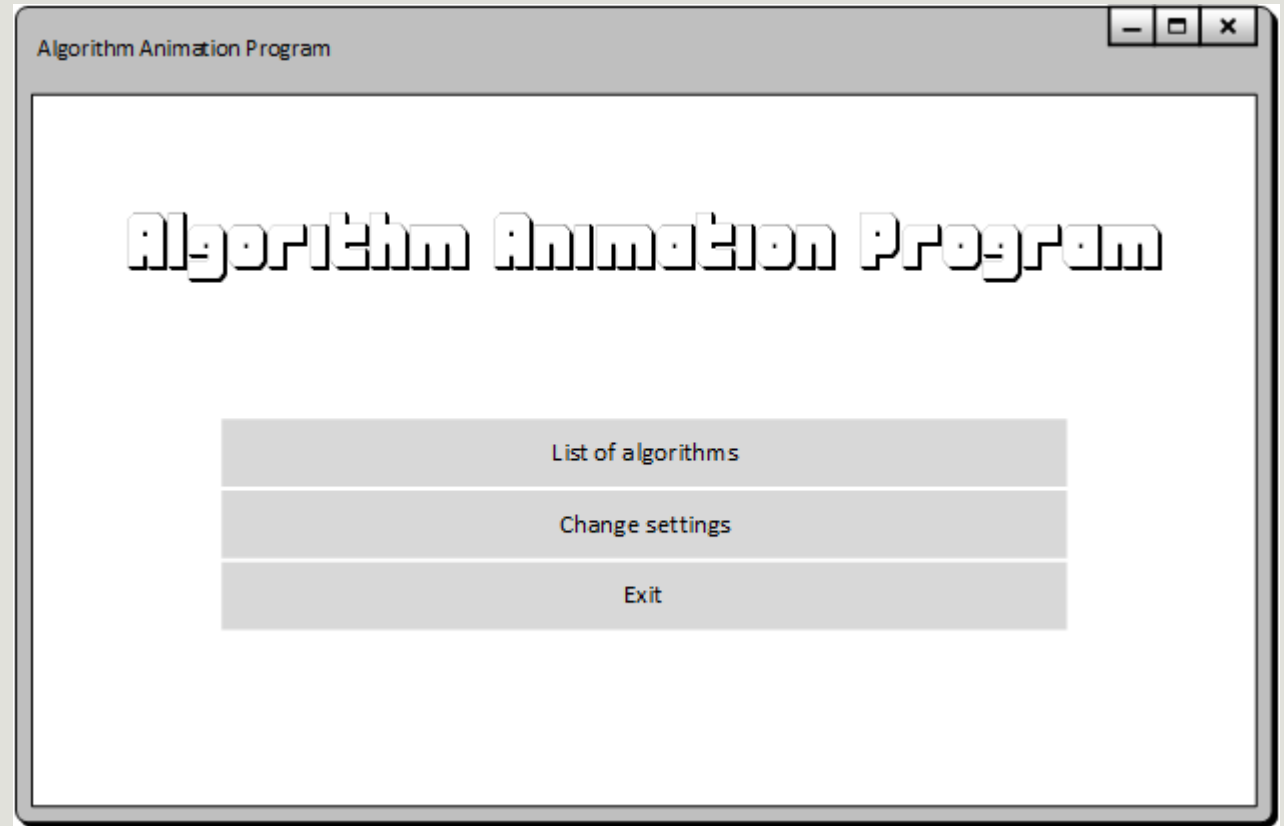 Algorithm Animation Program
Algorithm Animation Program
List of algorithms
Change settings
Exit